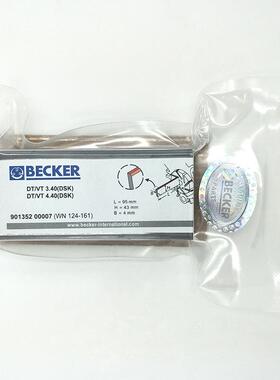 BECKER
DT/VT 3.40(DSK)
DT/VT 4.40(DSK)
L = 95 mm
H = 43 mm
B = 4 mm
901352 00007 (WN 124-161)
www.becker-international.com
BECKER